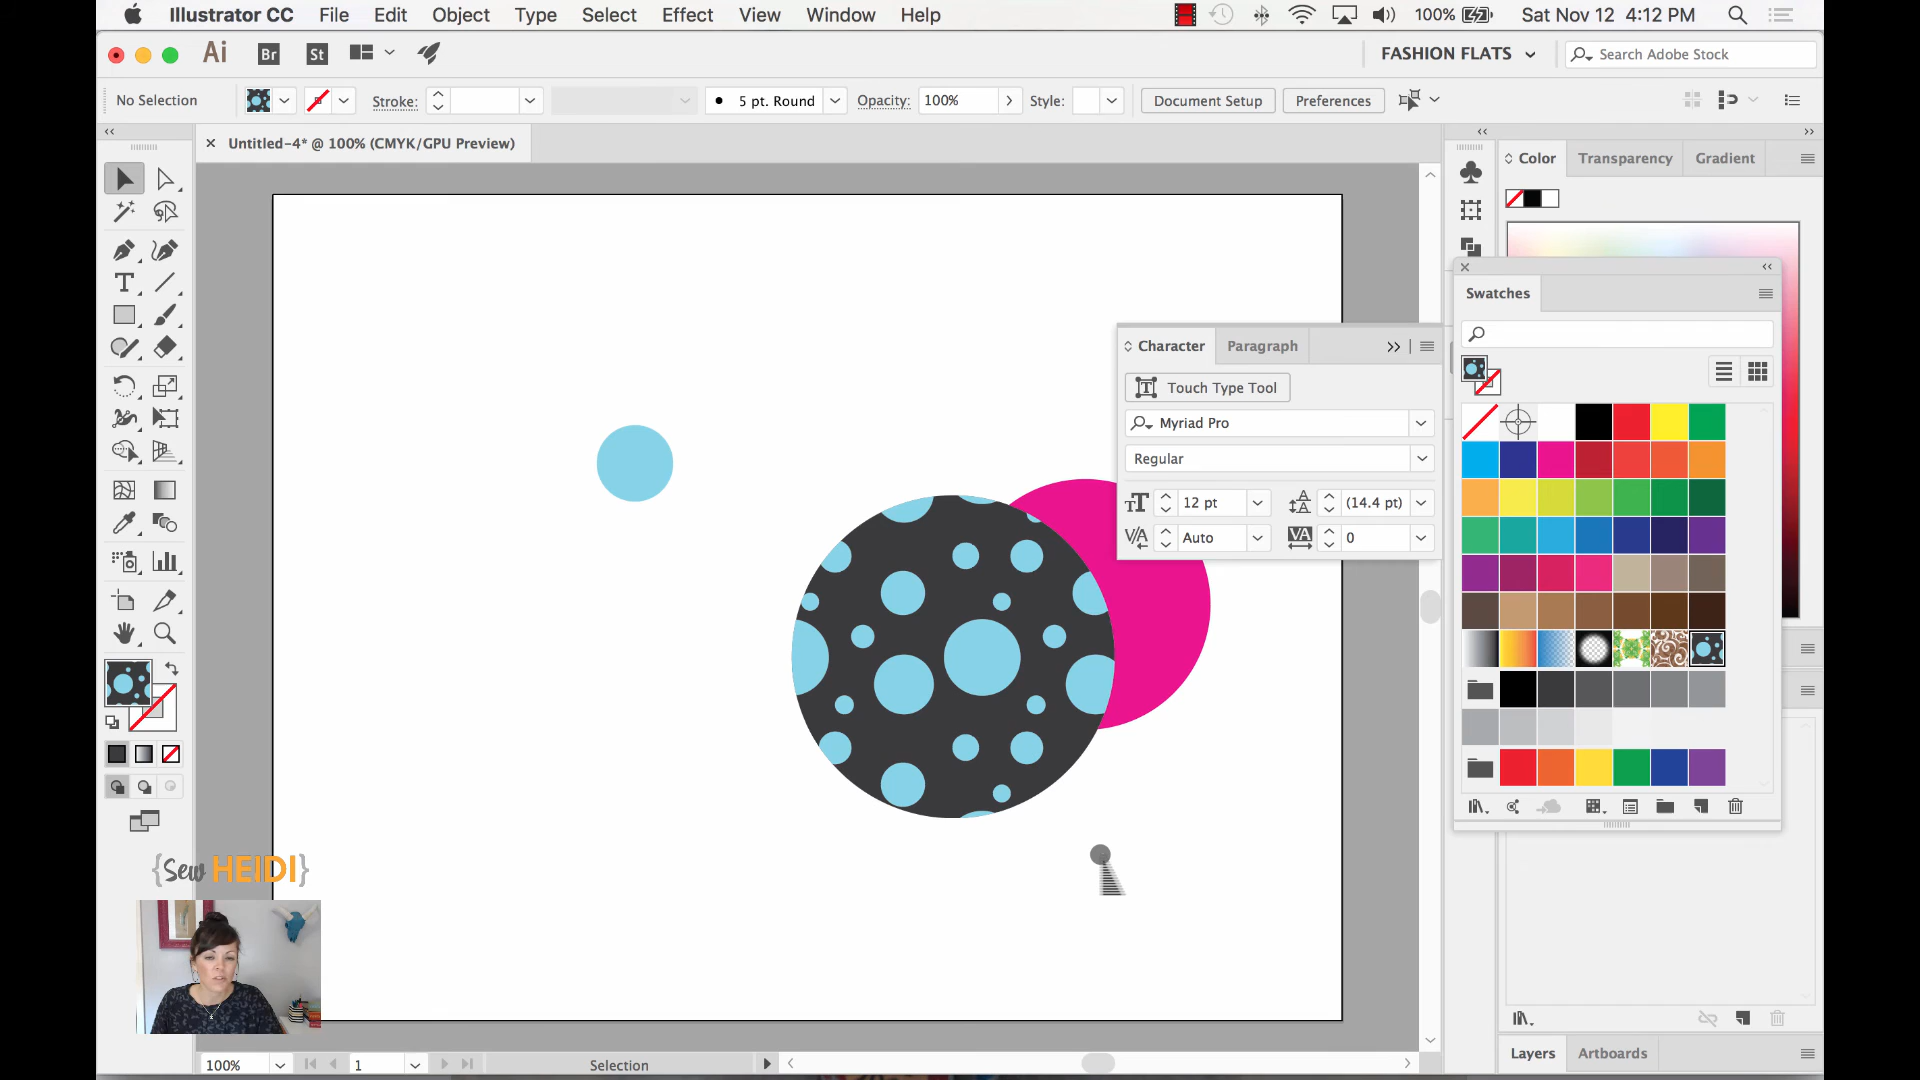 Illustrator CC File Edit Object Type Select Effect View Window Help 100% Sat Nov 12 4:12 PM
Ai Br St FASHION FLATS Search Adobe Stock
No Selection Stroke: 5 pt. Round Opacity: 100% Style: Document Setup Preferences
Untitled-4* @ 100% (CMYK/GPU Preview)
Color Transparency Gradient
Swatches
Character Paragraph
Touch Type Tool
Myriad Pro
Regular
12 pt (14.4 pt)
Auto 0
{Sew HEIDI}
100% 1 Selection
Layers Artboards